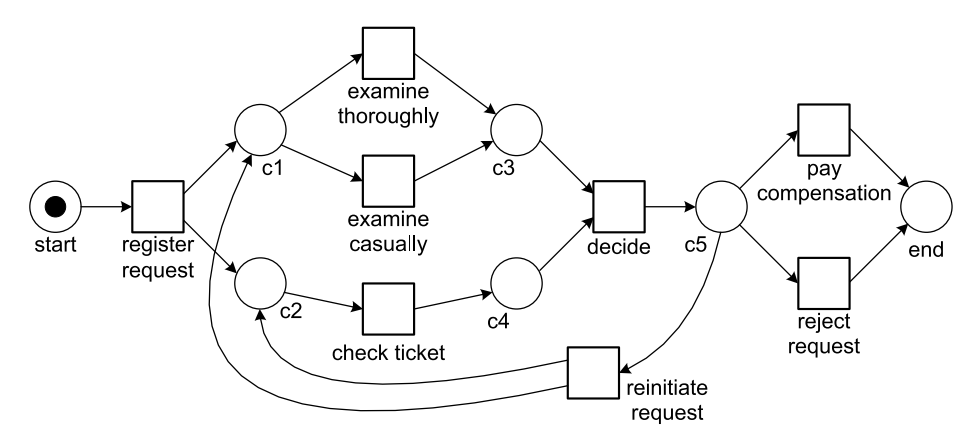 examine
thoroughly
c1
c3
pay
compensation
examine
casually
start
register
request
decide
c5
end
c2
c4
check ticket
reject
request
reinitiate
request